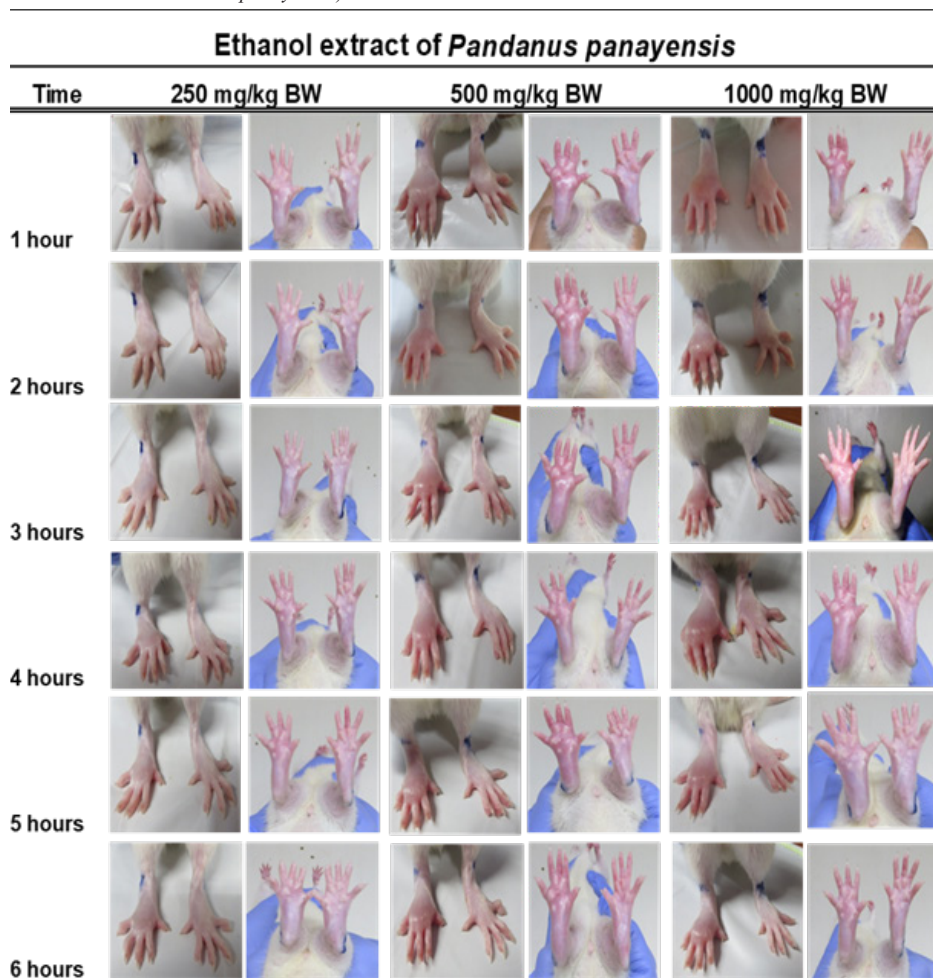 Ethanol extract of Pandanus panayensis
Time 250 mg/kg BW 500 mg/kg BW 1000 mg/kg BW
1 hour
2 hours
3 hours
4 hours
5 hours
6 hours